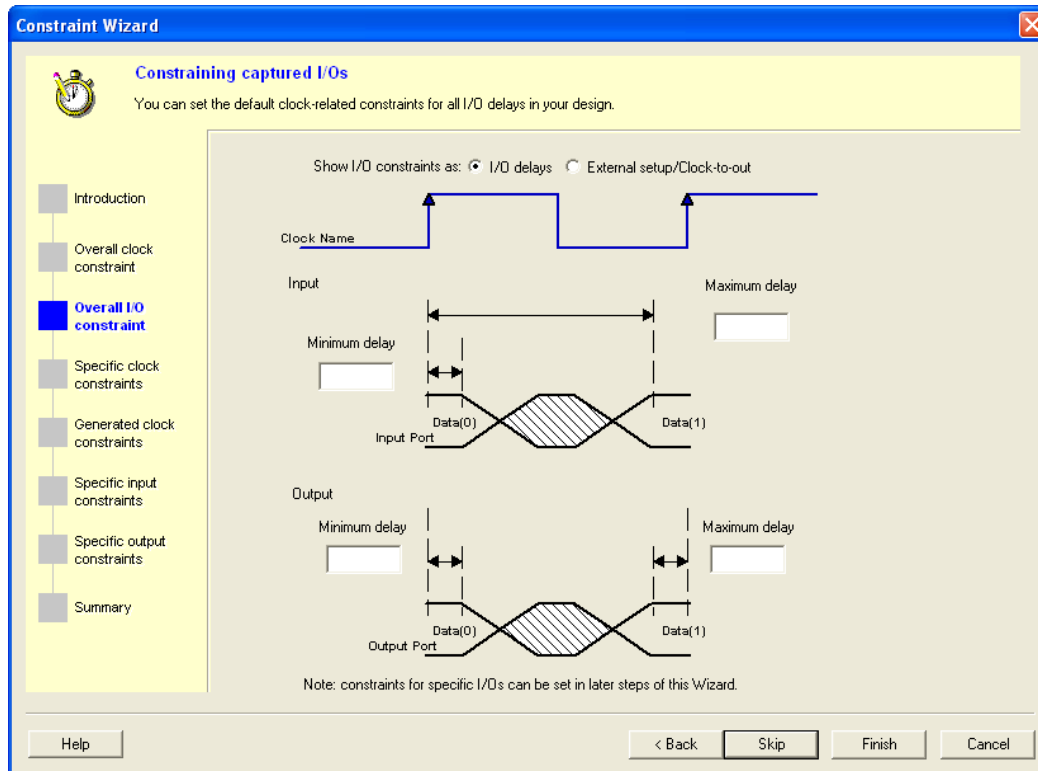 Constraint Wizard
Constraining captured I/Os
You can set the default clock-related constraints for all I/O delays in your design.
Introduction
Overall clock
constraint
Overall I/O
constraint
Specific clock
constraints
Generated clock
constraints
Specific input
constraints
Specific output
constraints
Summary
Show I/O constraints as: I/O delays External setup/Clock-to-out
Clock Name
Input
Maximum delay
Minimum delay
Data(0) Data(1)
Input Port
Output
Minimum delay Maximum delay
Data(0) Data(1)
Output Port
Note: constraints for specific I/Os can be set in later steps of this Wizard.
Help < Back Skip Finish Cancel